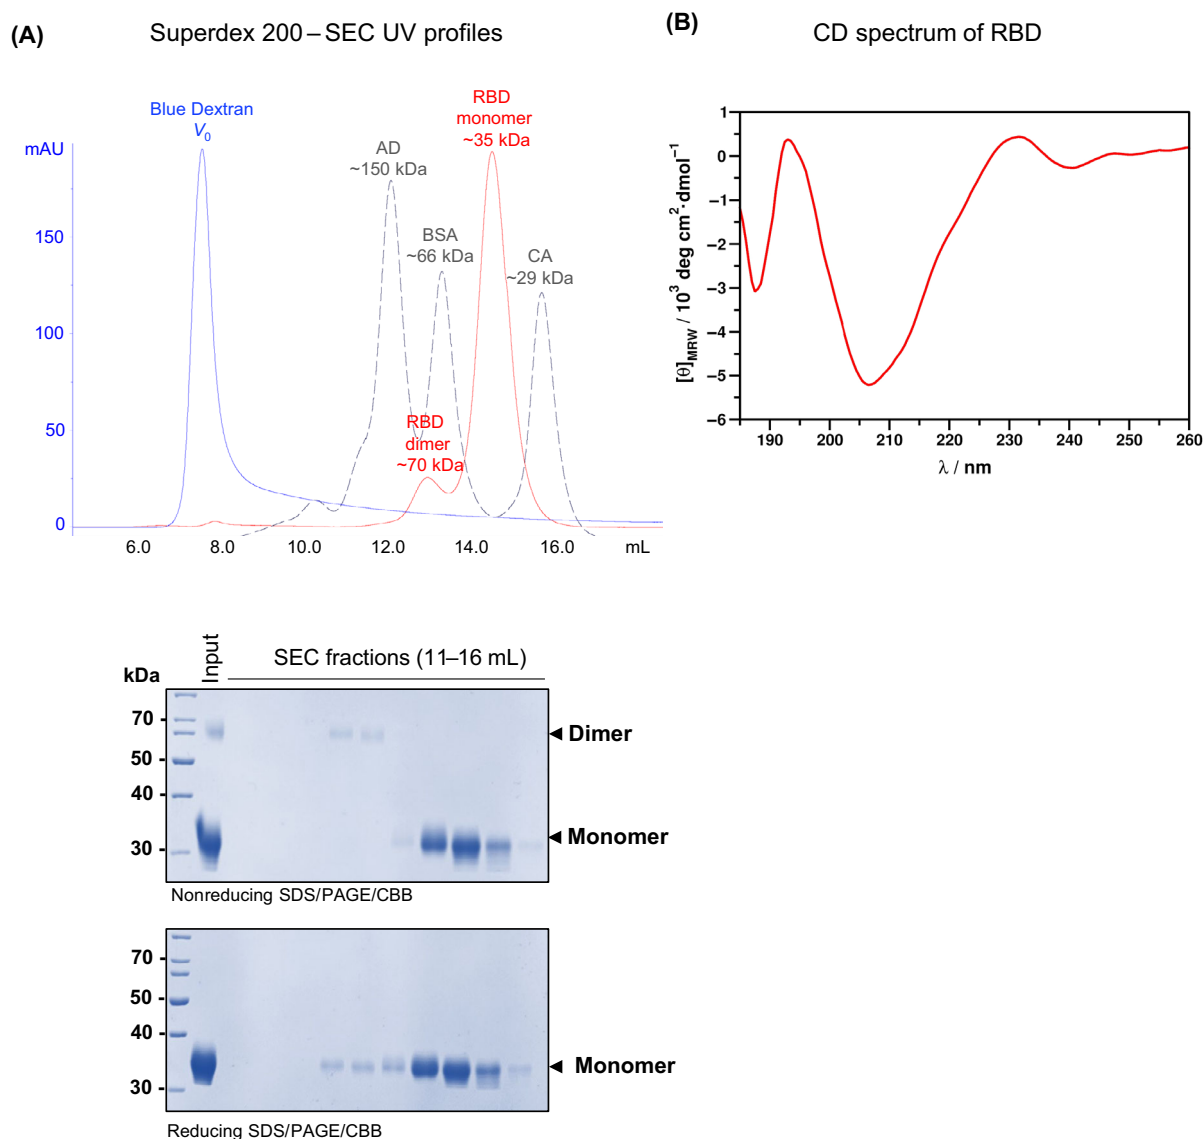 (A)
Superdex 200 – SEC UV profiles
Blue Dextran
V0
mAU
AD
~150 kDa
BSA
~66 kDa
RBD
monomer
~35 kDa
CA
~29 kDa
RBD
dimer
~70 kDa
150
100
50
0
6.0 8.0 10.0 12.0 14.0 16.0 mL
kDa
Input
SEC fractions (11–16 mL)
70
50
40
30
Dimer
Monomer
Nonreducing SDS/PAGE/CBB
70
50
40
30
Monomer
Reducing SDS/PAGE/CBB
(B)
CD spectrum of RBD
[θ]MRW / 10³ deg cm²·dmol⁻¹
1
0
−1
−2
−3
−4
−5
−6
190 200 210 220 230 240 250 260
λ / nm